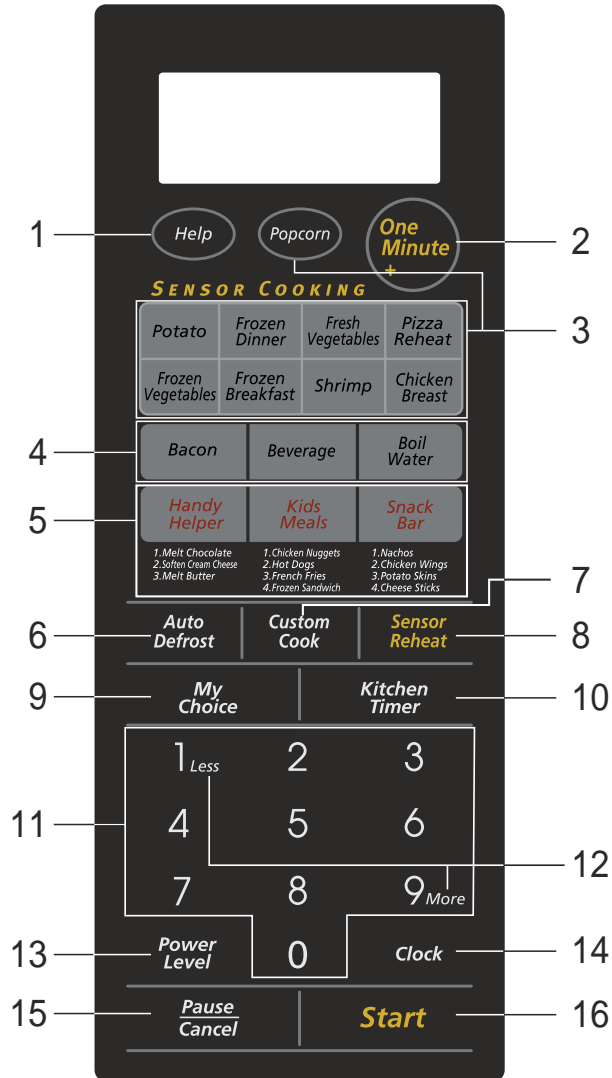 1
Help
Popcorn
One
Minute
+
2
SENSOR COOKING
3
Potato
Frozen
Dinner
Fresh
Vegetables
Pizza
Reheat
Frozen
Vegetables
Frozen
Breakfast
Shrimp
Chicken
Breast
4
Bacon
Beverage
Boil
Water
5
Handy
Helper
Kids
Meals
Snack
Bar
1.Melt Chocolate
2.Soften Cream Cheese
3.Melt Butter
1.Chicken Nuggets
2.Hot Dogs
3.French Fries
4.Frozen Sandwich
1.Nachos
2.Chicken Wings
3.Potato Skins
4.Cheese Sticks
7
6
Auto
Defrost
Custom
Cook
Sensor
Reheat
8
9
My
Choice
Kitchen
Timer
10
1 Less
2
3
11
4
5
6
12
7
8
9 More
13
Power
Level
0
Clock
14
15
Pause
Cancel
Start
16